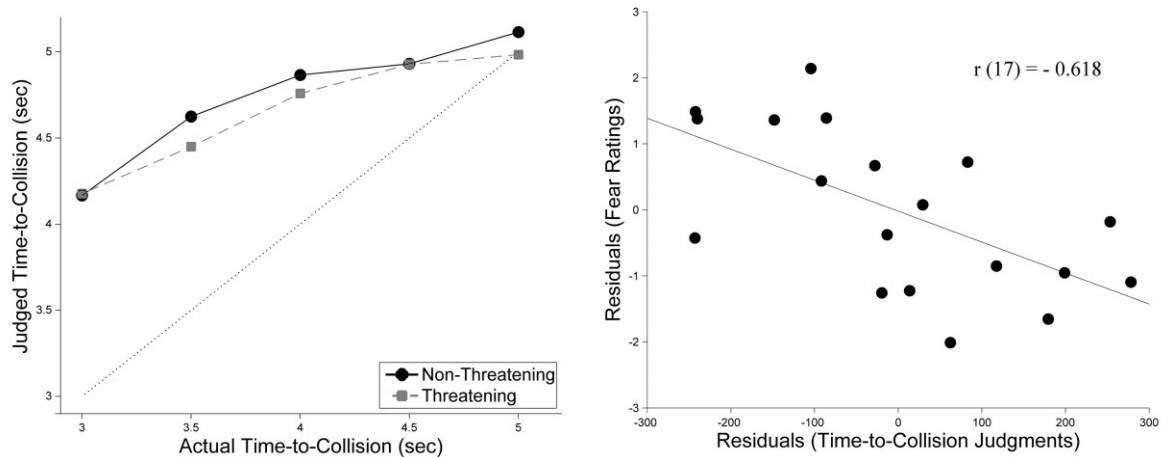 5
4.5
4
3.5
3
Judged Time-to-Collision (sec)
Non-Threatening
Threatening
3 3.5 4 4.5 5
Actual Time-to-Collision (sec)
r (17) = - 0.618
3
2
1
0
-1
-2
-3
Residuals (Fear Ratings)
-300 -200 -100 0 100 200 300
Residuals (Time-to-Collision Judgments)